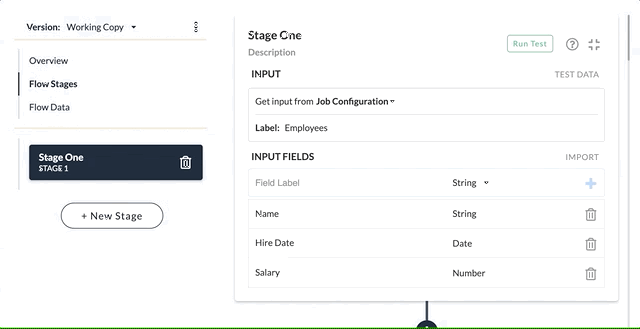 Version: Working Copy
Overview
Flow Stages
Flow Data
Stage One
STAGE 1
+ New Stage
Stage One
Description
Run Test
INPUT
TEST DATA
Get input from Job Configuration
Label: Employees
INPUT FIELDS
IMPORT
Field Label
String
Name
String
Hire Date
Date
Salary
Number